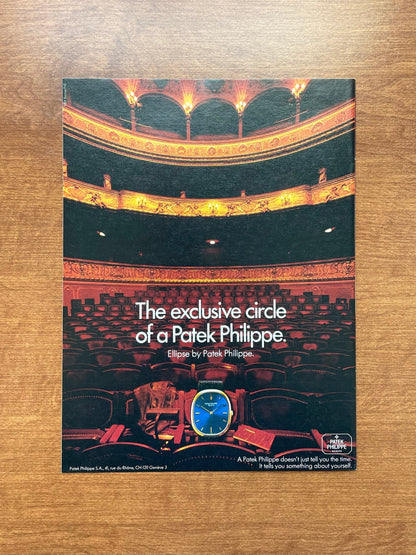 The exclusive circle
of a Patek Philippe.
Ellipse by Patek Philippe.
PATEK
PHILIPPE
A Patek Philippe doesn't just tell you the time.
It tells you something about yourself.
Patek Philippe S.A., 41, rue du Rhône, CH-1211 Genève 3